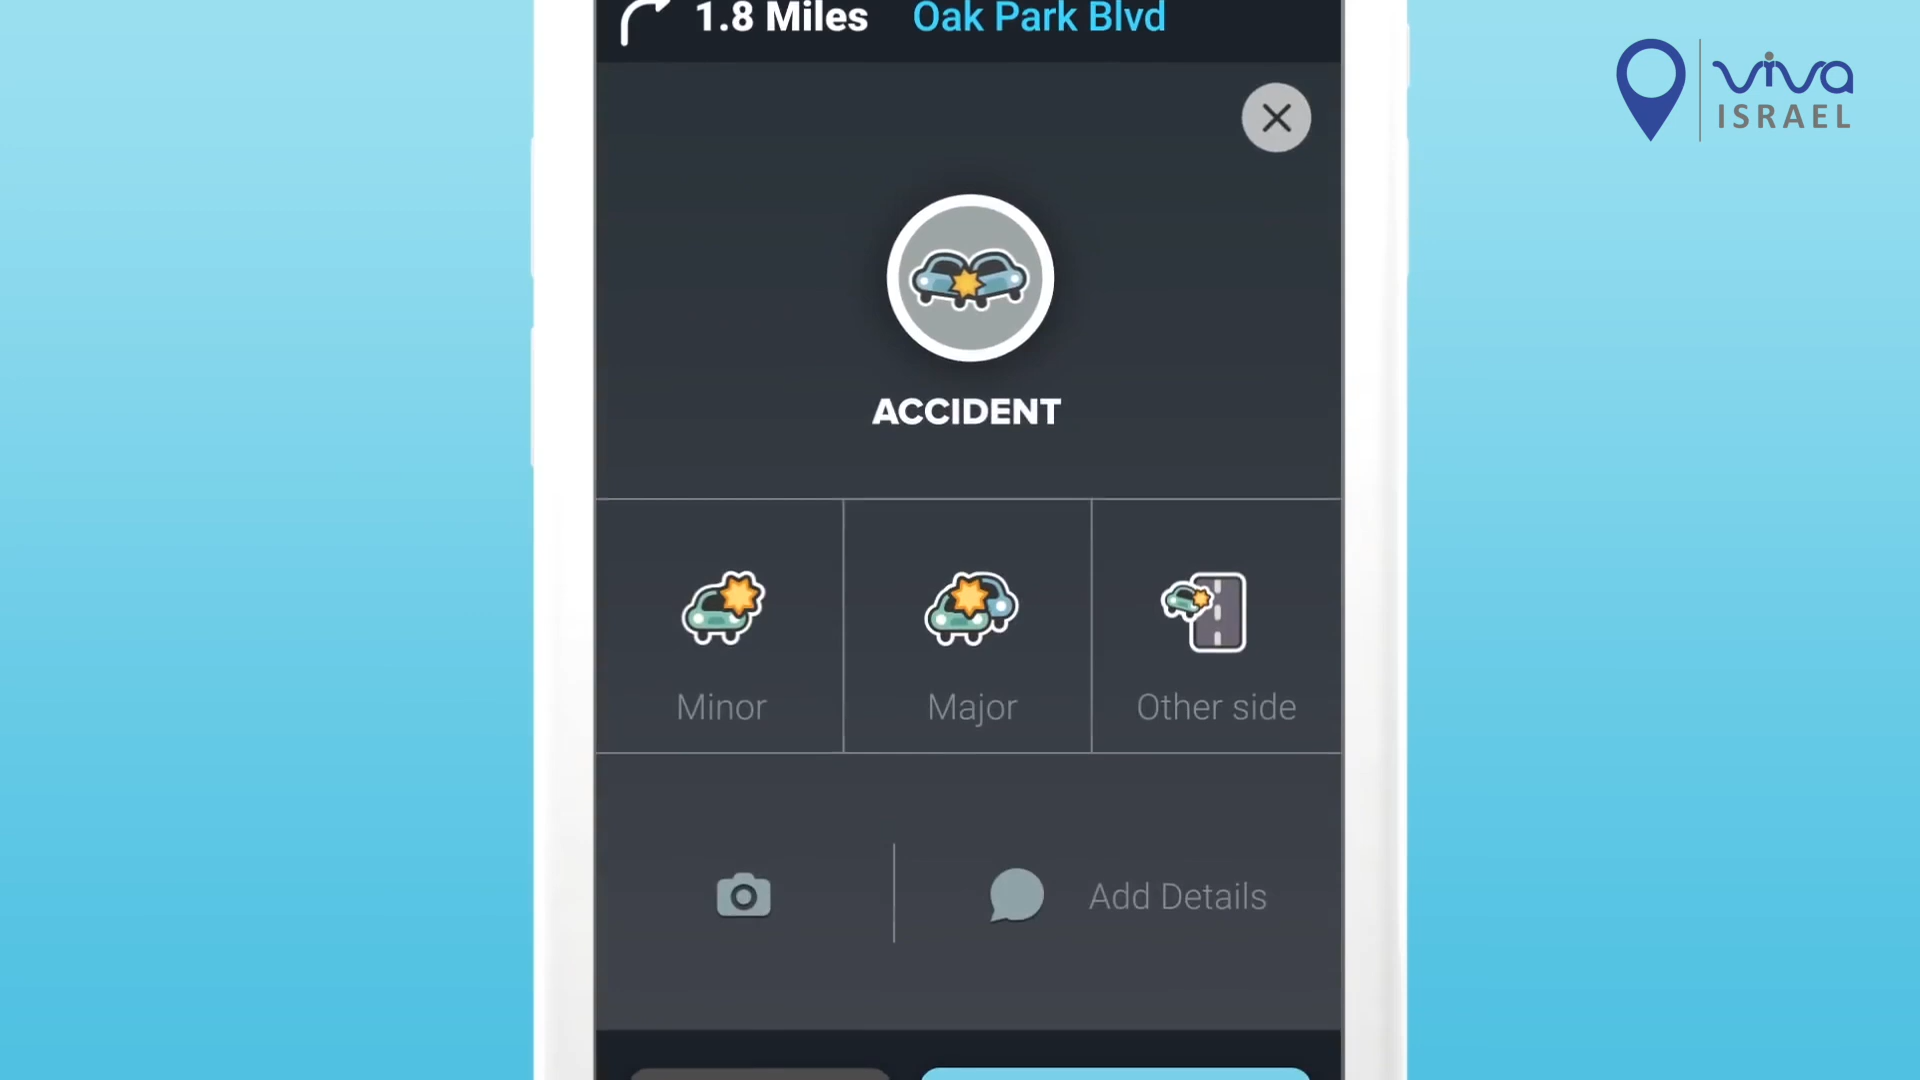 1.8 Miles Oak Park Blvd
viva
ISRAEL
ACCIDENT
Minor Major Other side
Add Details